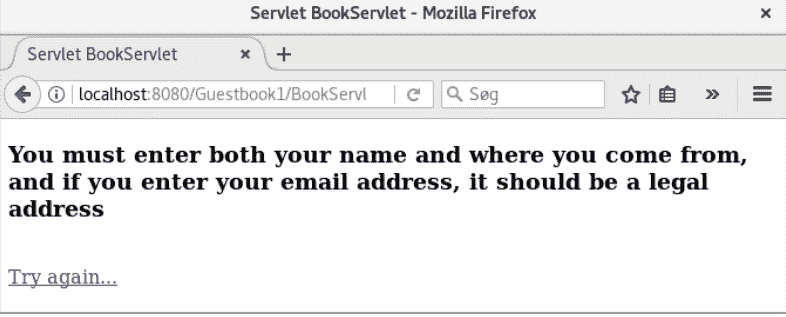 Servlet BookServlet - Mozilla Firefox
Servlet BookServlet
localhost:8080/Guestbook1/BookServl
Søg
You must enter both your name and where you come from,
and if you enter your email address, it should be a legal
address
Try again...